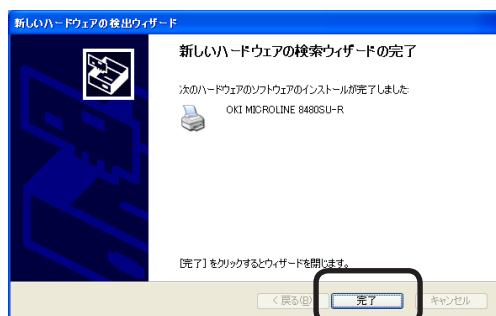 新しいハードウェアの検出ウィザード
新しいハードウェアの検索ウィザードの完了
次のハードウェアのソフトウェアのインストールが完了しました:
OKI MICROLINE 8480SU-R
[完了] をクリックするとウィザードを閉じます。
< 戻る(B)
完了
キャンセル